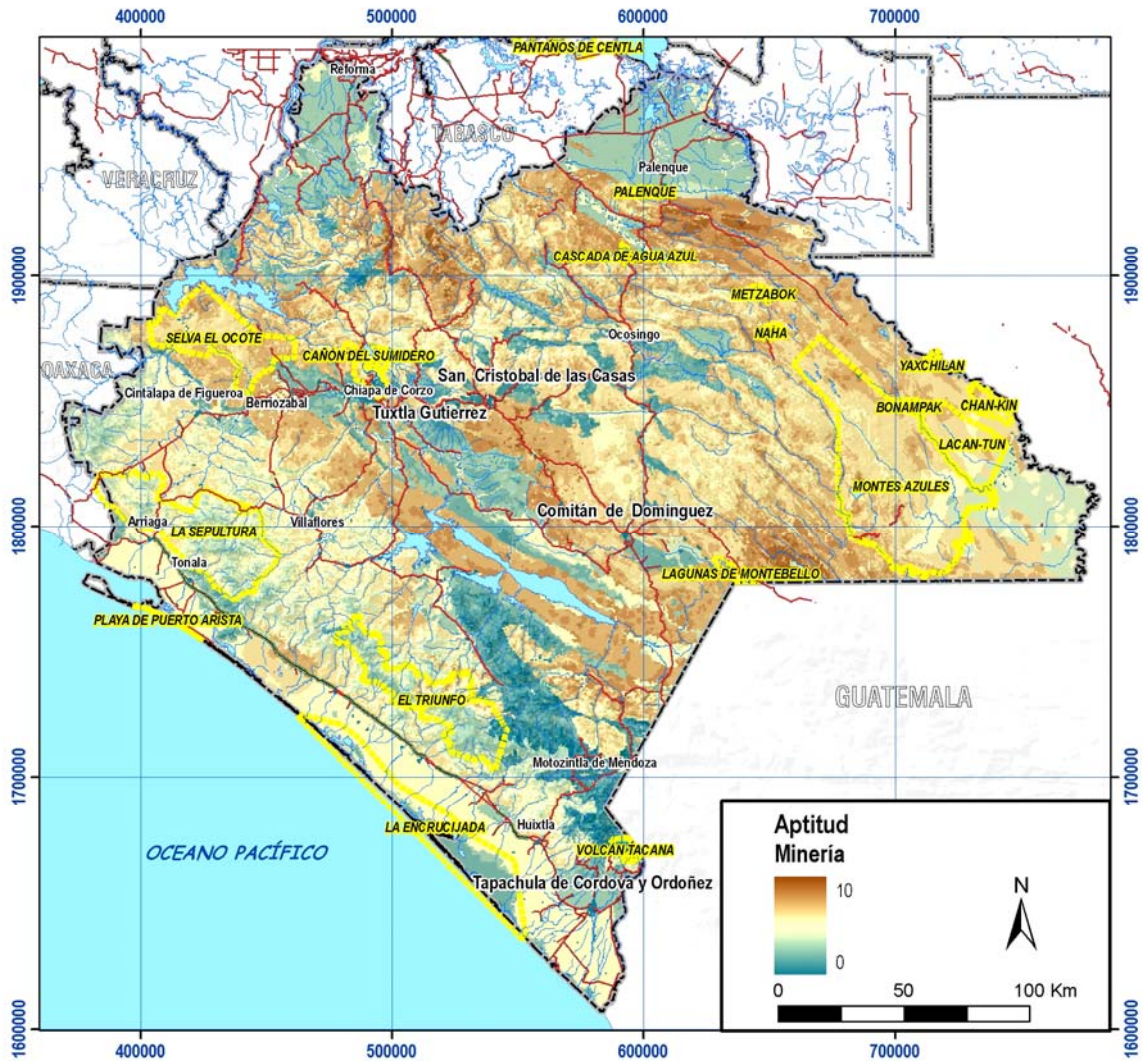 400000
500000
600000
700000
PANTANOS DE CENTLA
Reforma
TABASCO
VERACRUZ
Palenque
PALENQUE
CASCADA DE AGUA AZUL
1900000
1900000
METZABOK
SELVA EL OCOTE
Ocosingo
NAHA
CAÑON DEL SUMIDERO
YAXCHILAN
OAXACA
San Cristobal de las Casas
Chiapa de Corzo
Cintalapa de Figueroa
Berriozabal
BONAMPAK
CHAN-KIN
Tuxtla Gutierrez
LACAN-TUN
MONTES AZULES
Comitán de Domínguez
1800000
1800000
Arriaga
LA SEPULTURA
Villaflores
Tonala
LAGUNAS DE MONTEBELLO
PLAYA DE PUERTO ARISTA
EL TRIUNFO
GUATEMALA
Motozintla de Mendoza
1700000
1700000
Huixtla
LA ENCRUCIJADA
OCEANO PACÍFICO
VOLCAN TACANA
Tapachula de Cordova y Ordoñez
Aptitud
Minería
10
0
N
0 50 100 Km
1600000
1600000
400000
500000
600000
700000